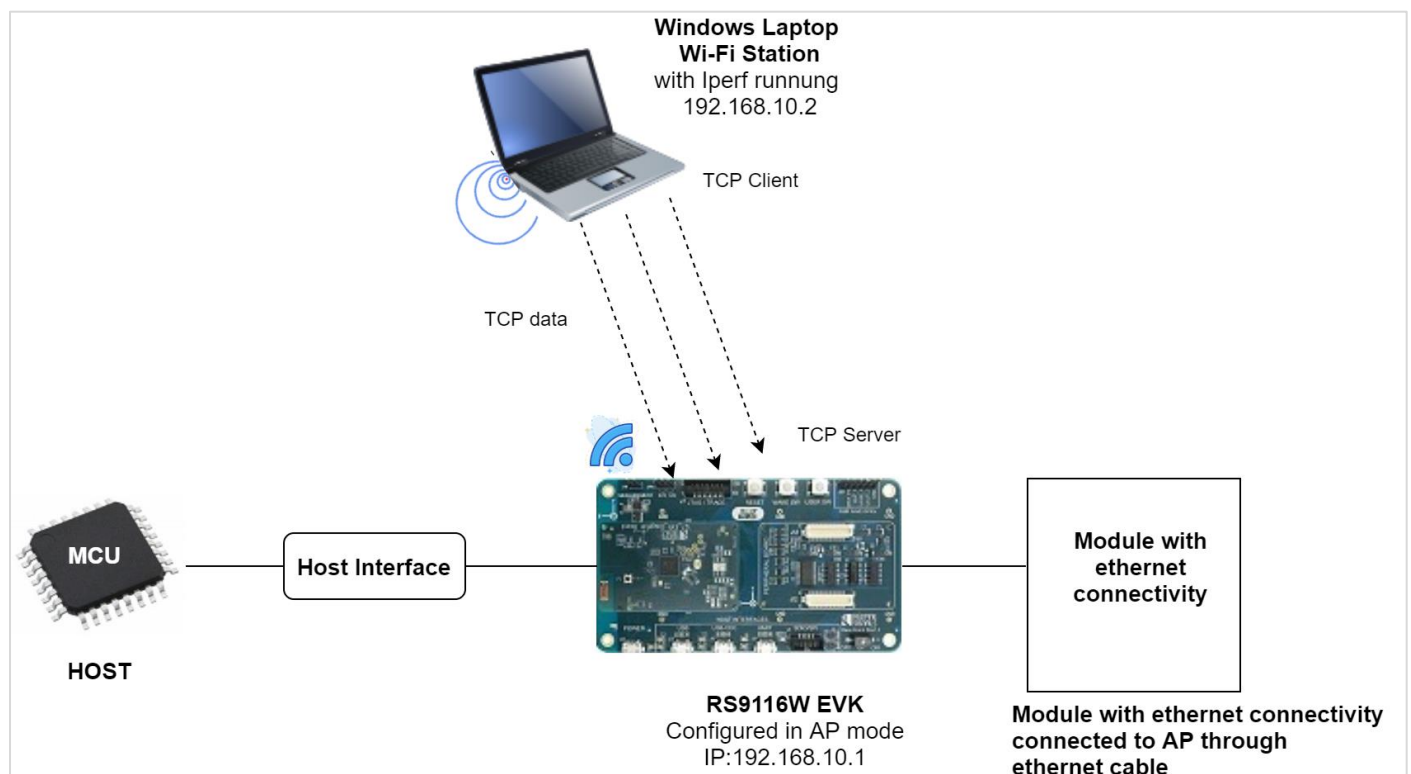 Windows Laptop
Wi-Fi Station
with Iperf runnung
192.168.10.2
TCP Client
TCP data
TCP Server
MCU
Host Interface
Module with
ethernet
connectivity
HOST
RS9116W EVK
Configured in AP mode
IP:192.168.10.1
Module with ethernet connectivity
connected to AP through
ethernet cable